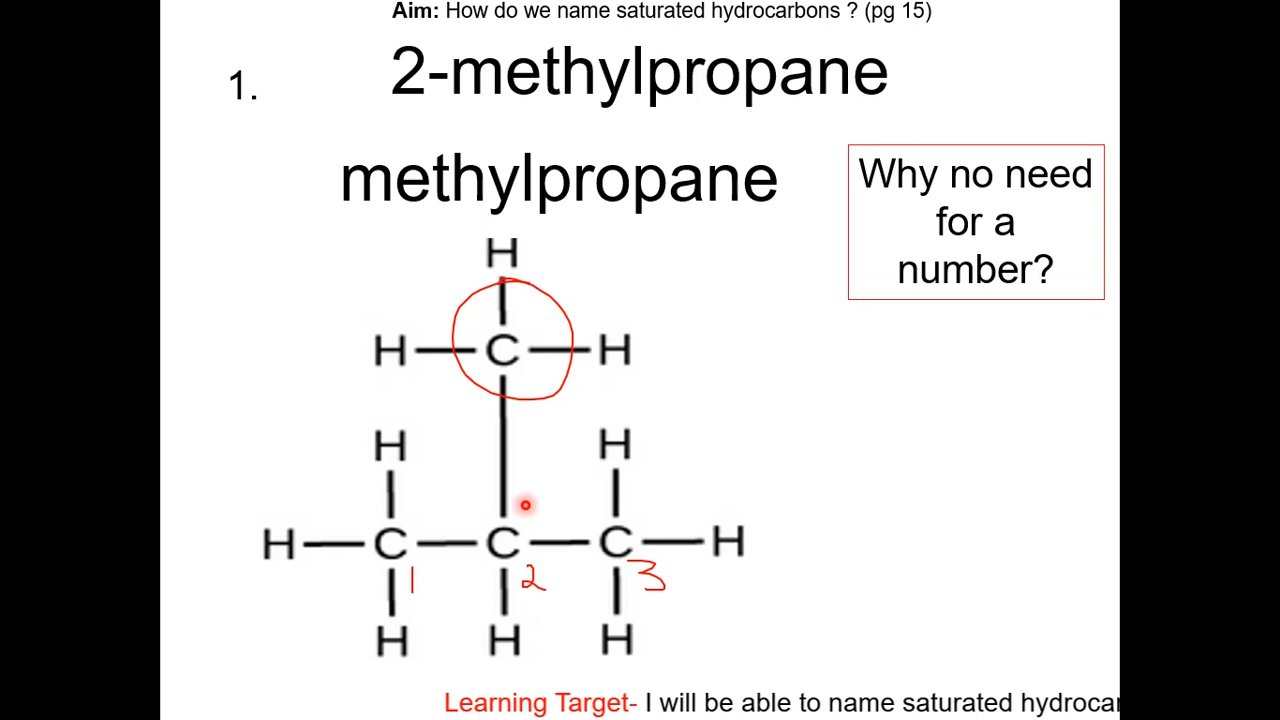 Aim: How do we name saturated hydrocarbons ? (pg 15)
1. 2-methylpropane
methylpropane
Why no need
for a
number?
H
H C H
H H
H C C C H
1 2 3
H H H
Learning Target- I will be able to name saturated hydrocar